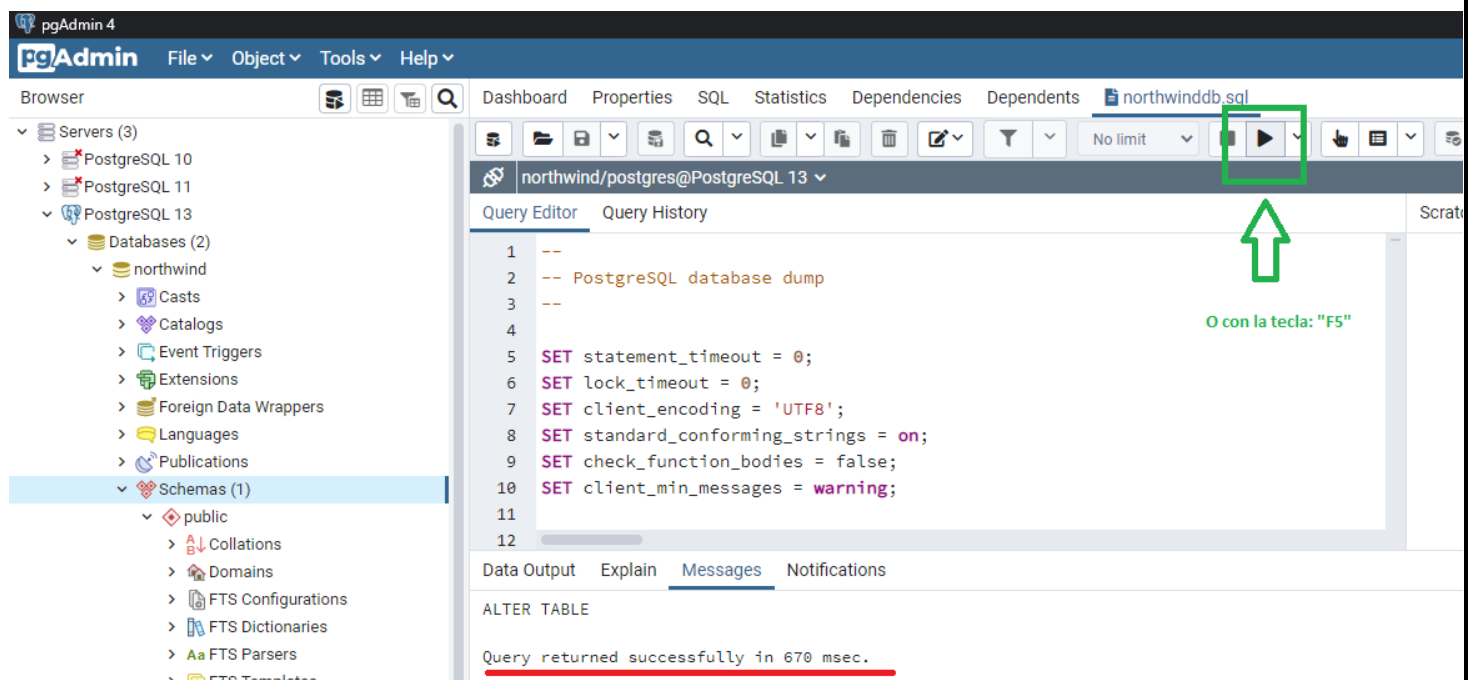 pgAdmin 4
pgAdmin File Object Tools Help
Browser
Servers (3)
PostgreSQL 10
PostgreSQL 11
PostgreSQL 13
Databases (2)
northwind
Casts
Catalogs
Event Triggers
Extensions
Foreign Data Wrappers
Languages
Publications
Schemas (1)
public
Collations
Domains
FTS Configurations
FTS Dictionaries
Aa FTS Parsers
FTS Templates
Dashboard Properties SQL Statistics Dependencies Dependents northwinddb.sql
No limit
northwind/postgres@PostgreSQL 13
Query Editor Query History
Scrat
1 --
2 -- PostgreSQL database dump
3 --
4
5 SET statement_timeout = 0;
6 SET lock_timeout = 0;
7 SET client_encoding = 'UTF8';
8 SET standard_conforming_strings = on;
9 SET check_function_bodies = false;
10 SET client_min_messages = warning;
11
12
O con la tecla: "F5"
Data Output Explain Messages Notifications
ALTER TABLE
Query returned successfully in 670 msec.